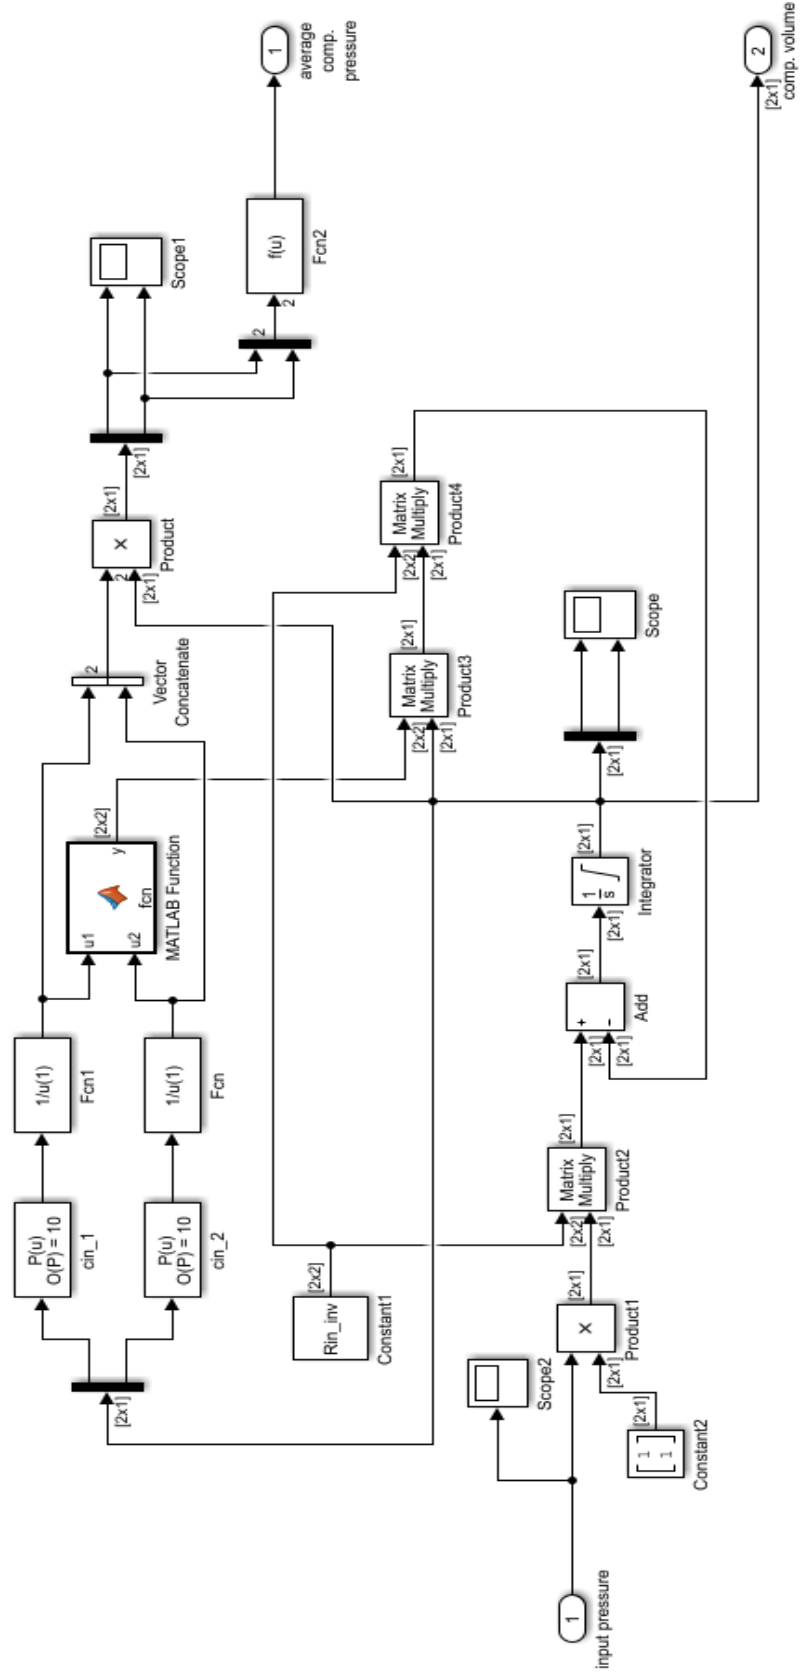 P(u)
O(P) = 10
cin_1
1/u(1)
Fcn1
u1
u2
y
fcn
MATLAB Function
[2x2]
2
Vector
Concatenate
2
[2x1]
×
Product
[2x1]
[2x1]
Scope1
2
2
f(u)
Fcn2
1
average
comp.
pressure
[2x1]
P(u)
O(P) = 10
cin_2
1/u(1)
Fcn
Rin_inv
Constant1
[2x2]
[2x2]
[2x1]
Matrix
Multiply
Product3
[2x1]
[2x2]
[2x1]
Matrix
Multiply
Product4
[2x1]
1
input pressure
Scope2
1
1
Constant2
[2x1]
[2x1]
×
Product1
[2x1]
[2x2]
[2x1]
Matrix
Multiply
Product2
[2x1]
[2x1]
[2x1]
+
-
Add
[2x1]
[2x1]
1
s
Integrator
[2x1]
[2x1]
Scope
[2x1]
2
comp. volume